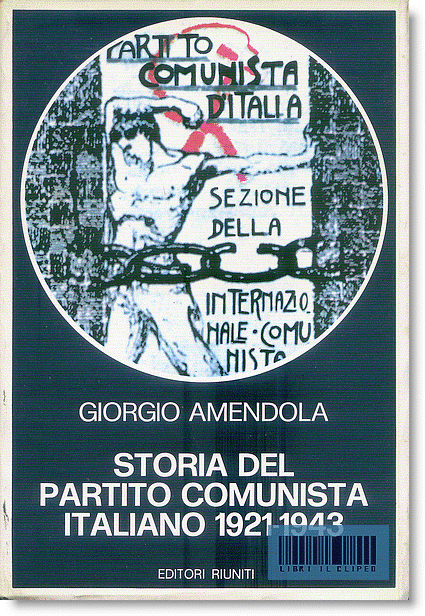 PARTITO
COMUNISTA
D'ITALIA
SEZIONE
DELLA
INTERNAZIO
NALE·COMU
NISTA
GIORGIO AMENDOLA
STORIA DEL
PARTITO COMUNISTA
ITALIANO 1921-1943
EDITORI RIUNITI
LIBRI IL CLIPEO